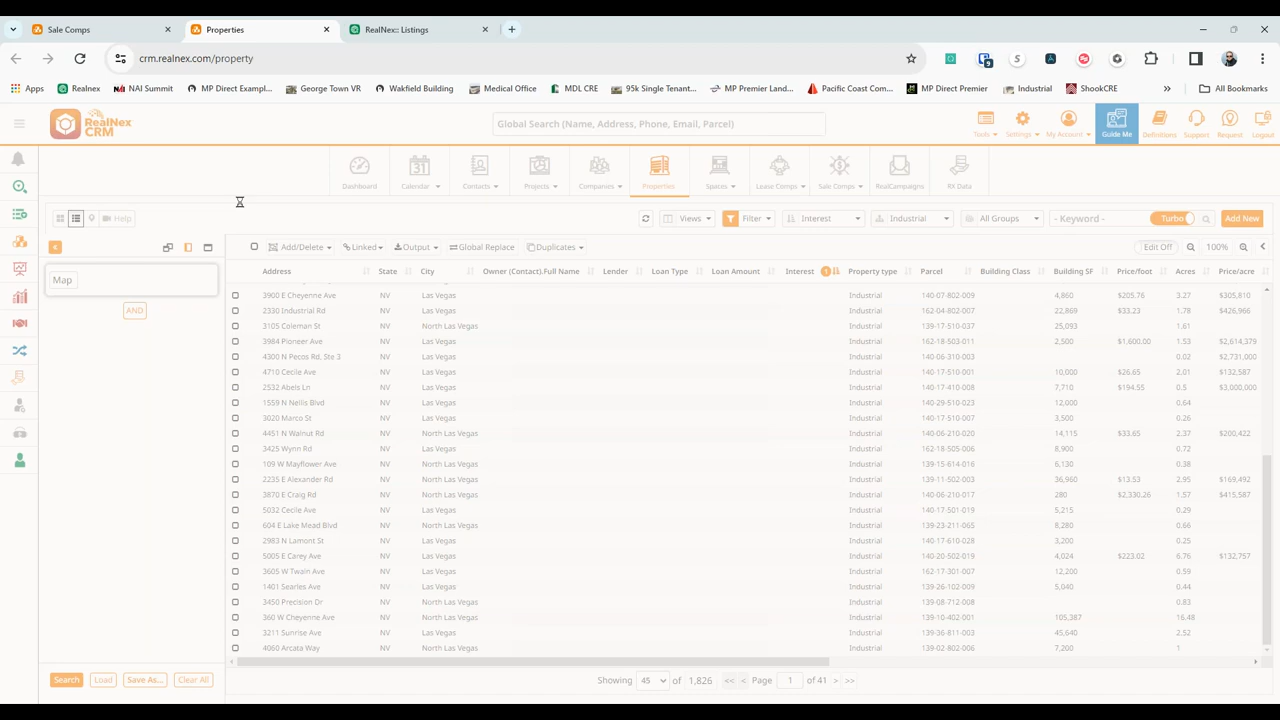 Sale Comps
Properties
RealNex:: Listings
crm.realnex.com/property
9
Apps
Realnex
NAI Summit
MP Direct Exampl...
George Town VR
Wakfield Building
Medical Office
MDL CRE
95k Single Tenant...
MP Premier Land...
Pacific Coast Com...
MP Direct Premier
Industrial
ShookCRE
All Bookmarks
RealNex
CRM
Global Search (Name, Address, Phone, Email, Parcel)
Tools
Settings
My Account
Guide Me
Definitions
Support
Request
Logout
Dashboard
31
Calendar
Contacts
Projects
Companies
Properties
Spaces
Lease Comps
Sale Comps
RealCampaigns
RX Data
Help
Views
Filter
Interest
Industrial
All Groups
- Keyword -
Turbo
Add New
Add/Delete
Linked
Output
Global Replace
Duplicates
Edit Off
100%
Map
AND
Address State City Owner (Contact).Full Name Lender Loan Type Loan Amount Interest 1 Property type Parcel Building Class Building SF Price/foot Acres Price/acre
3900 E Cheyenne Ave NV Las Vegas Industrial 140-07-802-009 4,860 $205.76 3.27 $305,810
2330 Industrial Rd NV Las Vegas Industrial 162-04-802-007 22,869 $33.23 1.78 $426,966
3105 Coleman St NV North Las Vegas Industrial 139-17-510-037 25,093 1.61
3984 Pioneer Ave NV Las Vegas Industrial 162-18-503-011 2,500 $1,600.00 1.53 $2,614,379
4300 N Pecos Rd, Ste 3 NV Las Vegas Industrial 140-06-310-003 0.02 $2,731,000
4710 Cecile Ave NV Las Vegas Industrial 140-17-510-001 10,000 $26.65 2.01 $132,587
2532 Abels Ln NV Las Vegas Industrial 140-17-410-008 7,710 $194.55 0.5 $3,000,000
1559 N Nellis Blvd NV Las Vegas Industrial 140-29-510-023 12,000 0.64
3020 Marco St NV Las Vegas Industrial 140-17-510-007 3,500 0.26
4451 N Walnut Rd NV North Las Vegas Industrial 140-06-210-020 14,115 $33.65 2.37 $200,422
3425 Wynn Rd NV Las Vegas Industrial 162-18-505-006 8,900 0.72
109 W Mayflower Ave NV North Las Vegas Industrial 139-15-614-016 6,130 0.38
2235 E Alexander Rd NV North Las Vegas Industrial 139-11-502-003 36,960 $13.53 2.95 $169,492
3870 E Craig Rd NV North Las Vegas Industrial 140-06-210-017 280 $2,330.26 1.57 $415,587
5032 Cecile Ave NV Las Vegas Industrial 140-17-501-019 5,215 0.29
604 E Lake Mead Blvd NV North Las Vegas Industrial 139-23-211-065 8,280 0.66
2983 N Lamont St NV Las Vegas Industrial 140-17-610-028 3,200 0.25
5005 E Carey Ave NV Las Vegas Industrial 140-20-502-019 4,024 $223.02 6.76 $132,757
3605 W Twain Ave NV Las Vegas Industrial 162-17-301-007 12,200 0.59
1401 Searles Ave NV Las Vegas Industrial 139-26-102-009 5,040 0.44
3450 Precision Dr NV North Las Vegas Industrial 139-08-712-008 0.83
360 W Cheyenne Ave NV North Las Vegas Industrial 139-10-402-001 105,387 16.48
3211 Sunrise Ave NV Las Vegas Industrial 139-36-811-003 45,640 2.52
4060 Arcata Way NV North Las Vegas Industrial 139-02-802-006 7,200 1
Search
Load
Save As...
Clear All
Showing 45 of 1,826 << < Page 1 of 41 > >>